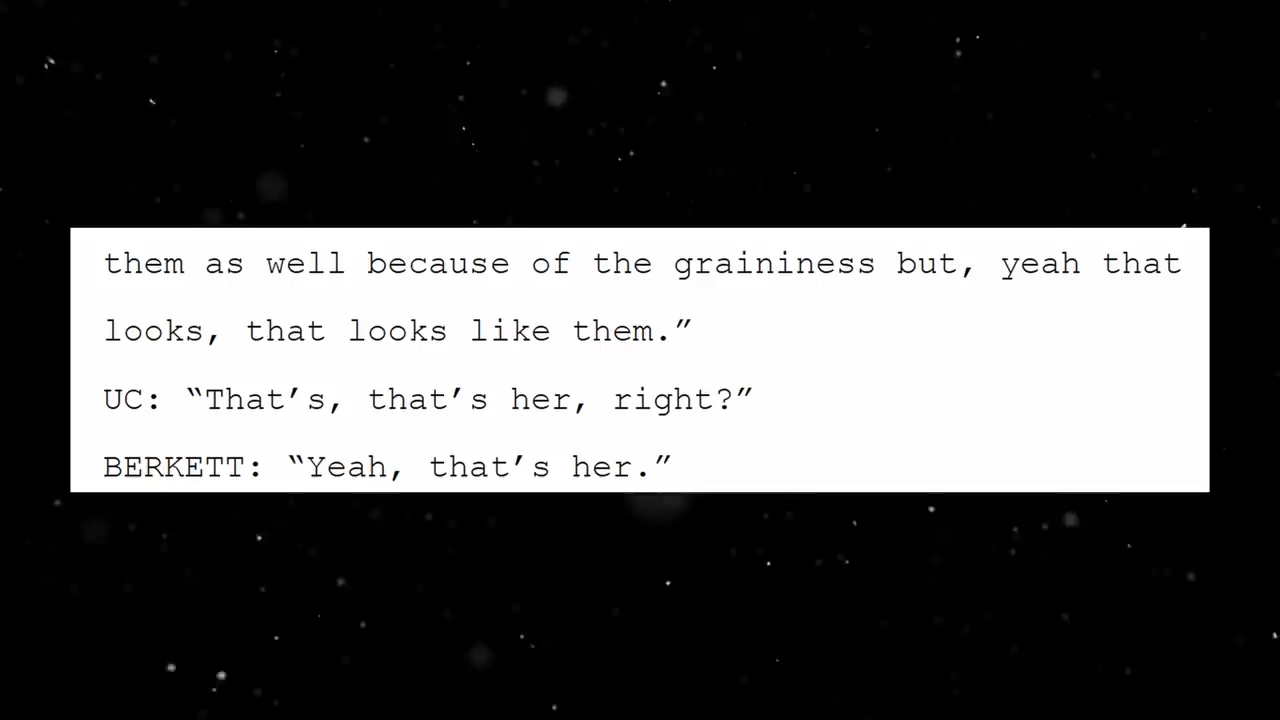 them as well because of the graininess but, yeah that
looks, that looks like them.”
UC: “That’s, that’s her, right?”
BERKETT: “Yeah, that’s her.”